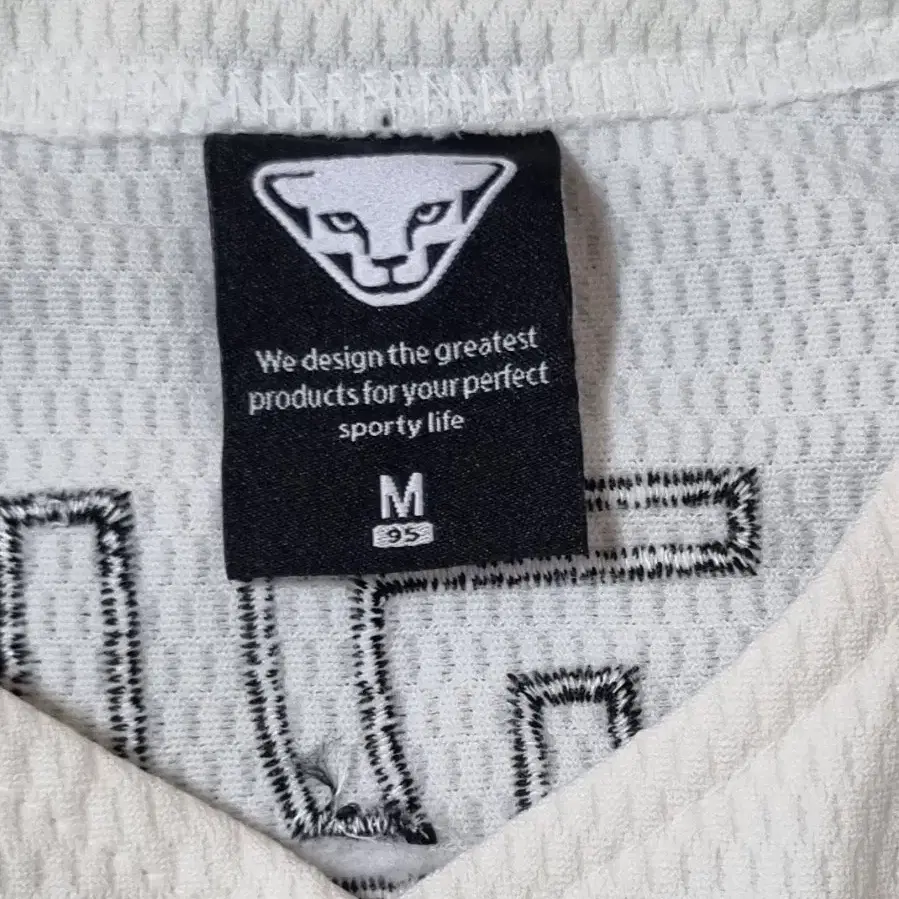 We design the greatest
products for your perfect
sporty life
M
95